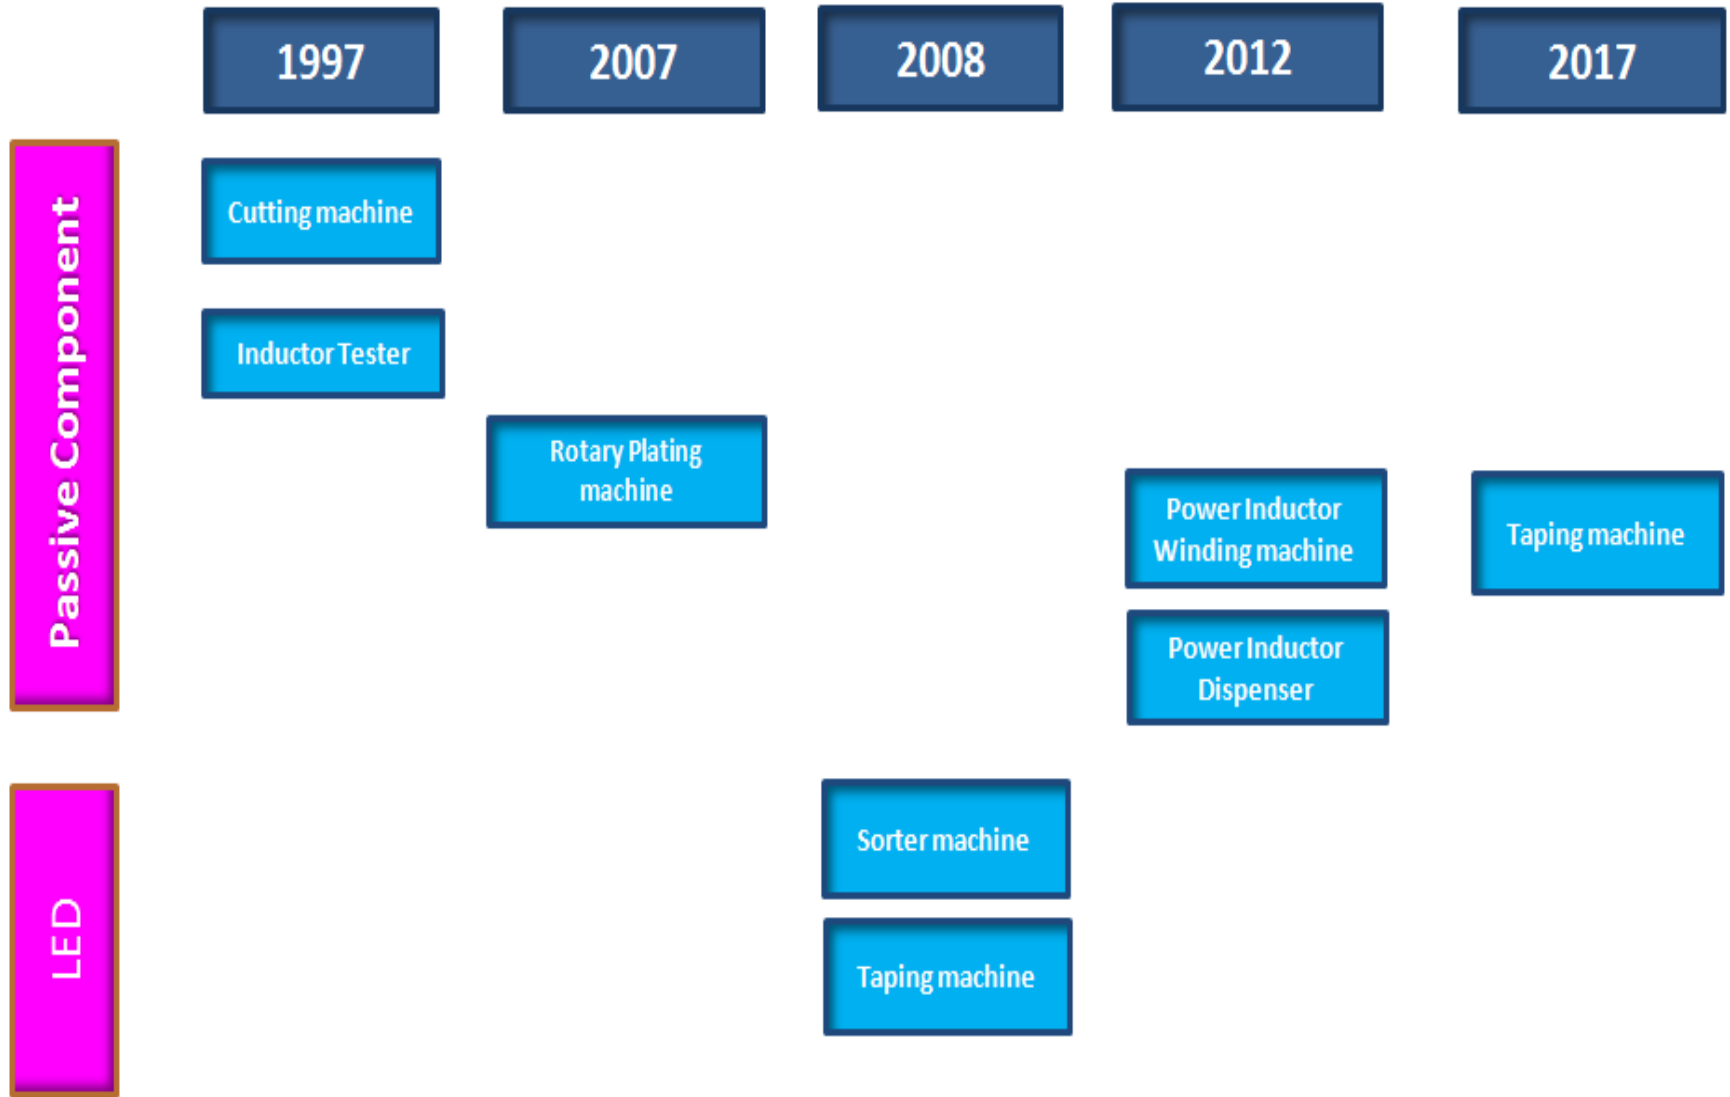 1997
2007
2008
2012
2017
Passive Component
Cutting machine
Inductor Tester
Rotary Plating
machine
Power Inductor
Winding machine
Taping machine
Power Inductor
Dispenser
LED
Sorter machine
Taping machine